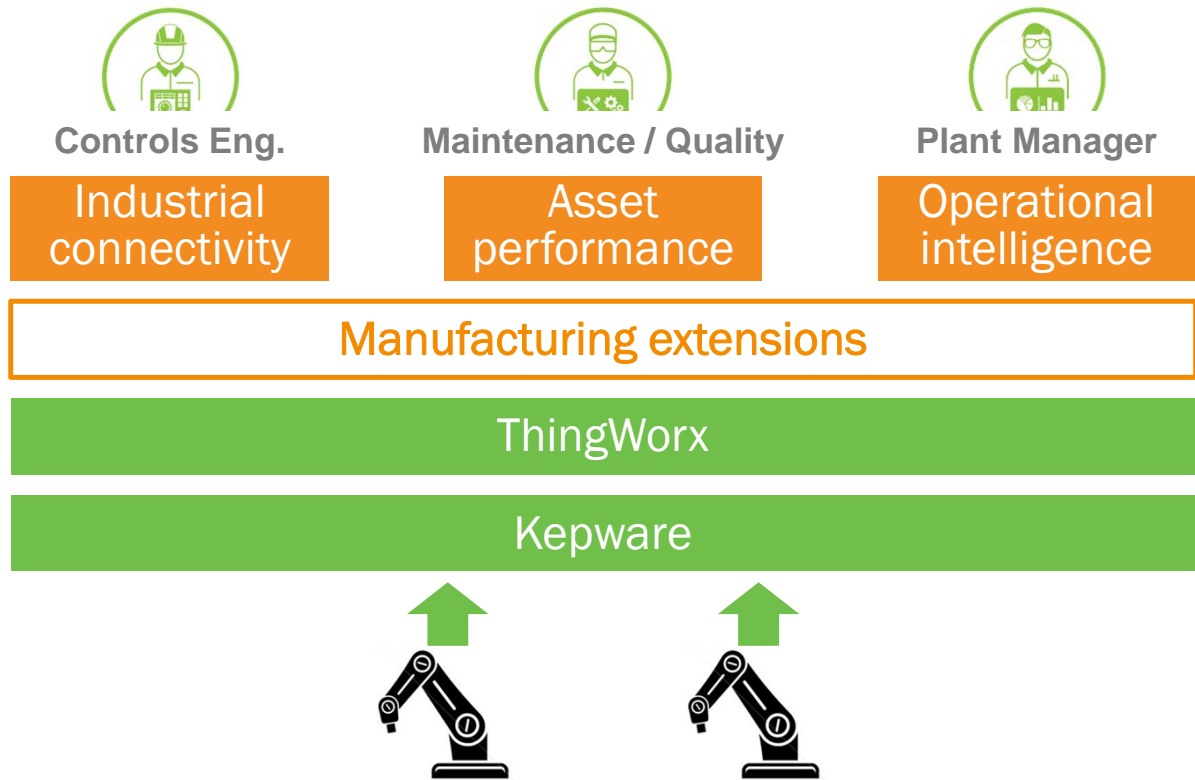 Controls Eng.
Maintenance / Quality
Plant Manager
Industrial
connectivity
Asset
performance
Operational
intelligence
Manufacturing extensions
ThingWorx
Kepware